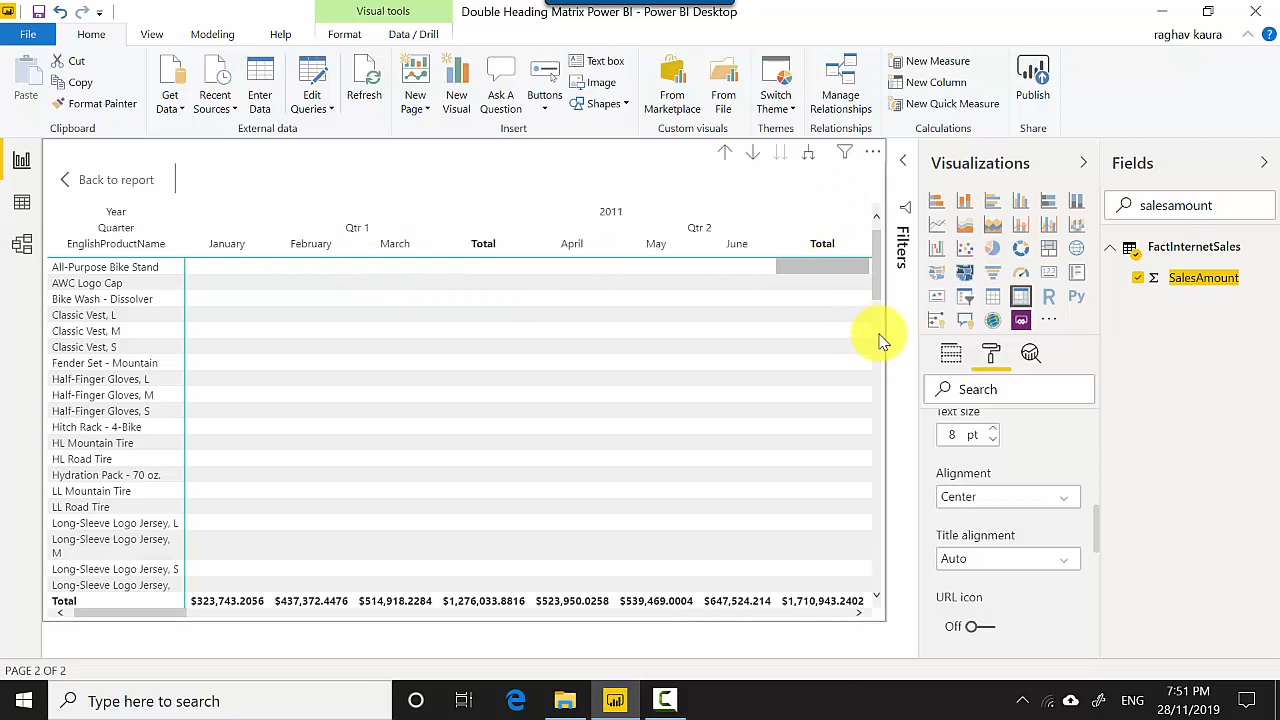 Visual tools
Double Heading Matrix Power BI - Power BI Desktop
File
Home
View
Modeling
Help
Format
Data / Drill
raghav kaura
Paste
Cut
Copy
Format Painter
Clipboard
Get Data
Recent Sources
Enter Data
Edit Queries
Refresh
External data
New Page
New Visual
Ask A Question
Buttons
Text box
Image
Shapes
Insert
From Marketplace
From File
Custom visuals
Switch Theme
Themes
Manage Relationships
Relationships
New Measure
New Column
New Quick Measure
Calculations
Publish
Share
Back to report
Year 2011
Quarter Qtr 1 Qtr 2
EnglishProductName January February March Total April May June Total
All-Purpose Bike Stand
AWC Logo Cap
Bike Wash - Dissolver
Classic Vest, L
Classic Vest, M
Classic Vest, S
Fender Set - Mountain
Half-Finger Gloves, L
Half-Finger Gloves, M
Half-Finger Gloves, S
Hitch Rack - 4-Bike
HL Mountain Tire
HL Road Tire
Hydration Pack - 70 oz.
LL Mountain Tire
LL Road Tire
Long-Sleeve Logo Jersey, L
Long-Sleeve Logo Jersey,
M
Long-Sleeve Logo Jersey, S
Long-Sleeve Logo Jersey,
Total $323,743.2056 $437,372.4476 $514,918.2284 $1,276,033.8816 $523,950.0258 $539,469.0004 $647,524.214 $1,710,943.2402
Filters
Visualizations
R Py
Search
Text size
8 pt
Alignment
Center
Title alignment
Auto
URL icon
Off
Fields
salesamount
FactInternetSales
Σ SalesAmount
PAGE 2 OF 2
Type here to search
ENG
7:51 PM
28/11/2019